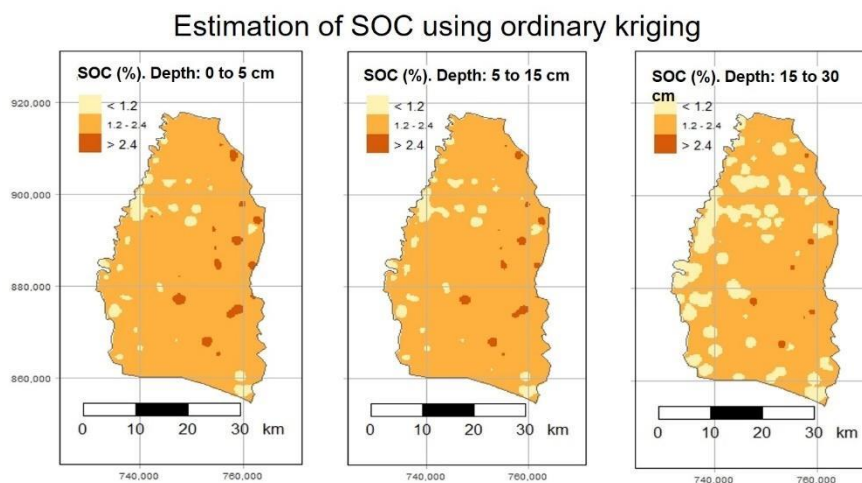 Estimation of SOC using ordinary kriging
SOC (%). Depth: 0 to 5 cm
< 1.2
1.2 - 2.4
> 2.4
920,000
900,000
880,000
860,000
0 10 20 30 km
740,000 760,000
SOC (%). Depth: 5 to 15 cm
< 1.2
1.2 - 2.4
> 2.4
0 10 20 30 km
740,000 760,000
SOC (%). Depth: 15 to 30
cm
< 1.2
1.2 - 2.4
> 2.4
0 10 20 30 km
740,000 760,000